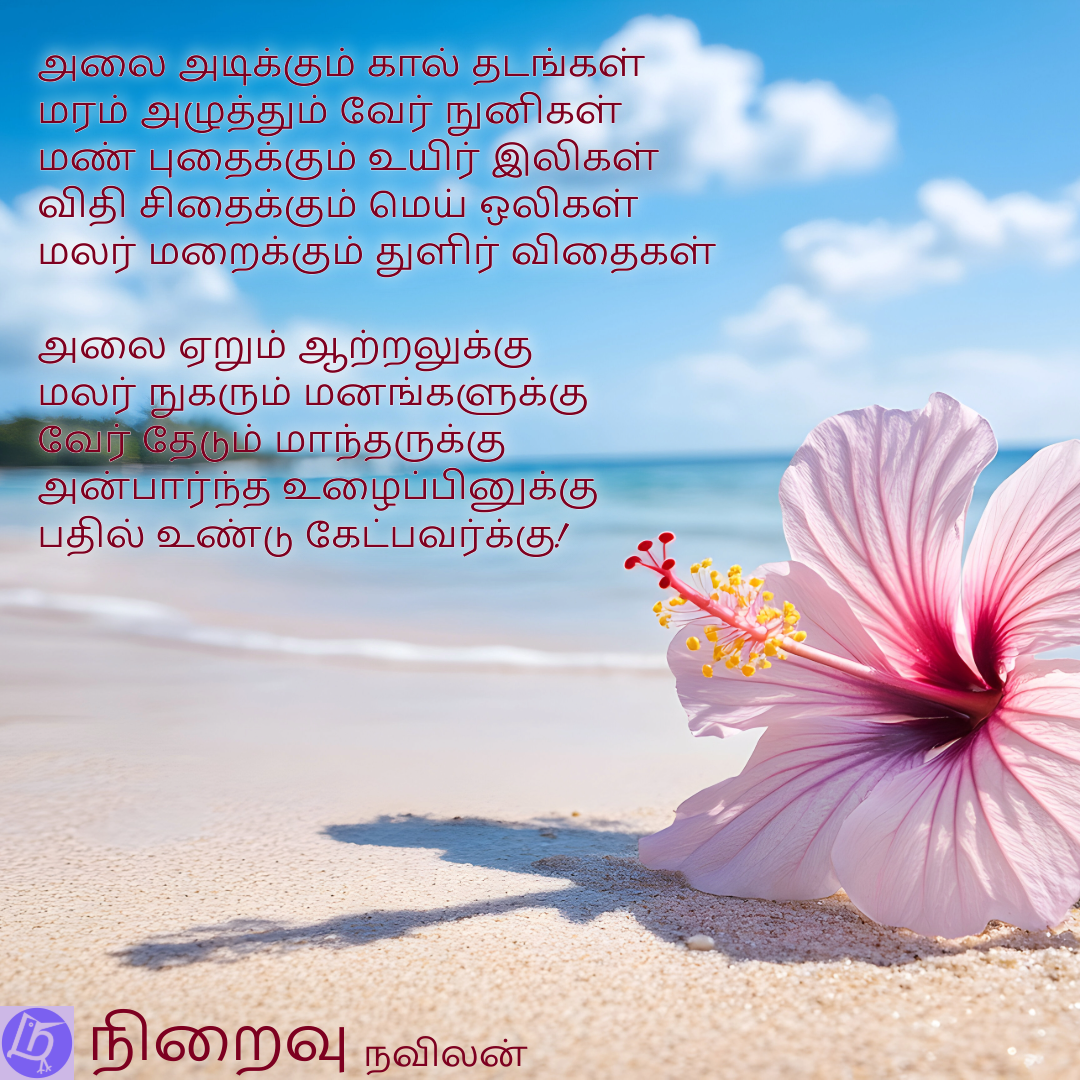 அலை அடிக்கும் கால் தடங்கள்
மரம் அழுத்தும் வேர் நுனிகள்
மண் புதைக்கும் உயிர் இலிகள்
விதி சிதைக்கும் மெய் ஒலிகள்
மலர் மறைக்கும் துளிர் விதைகள்
அலை ஏறும் ஆற்றலுக்கு
மலர் நுகரும் மனங்களுக்கு
வேர் தேடும் மாந்தருக்கு
அன்பார்ந்த உழைப்பினுக்கு
பதில் உண்டு கேட்பவர்க்கு!
நிறைவு நவிலன்